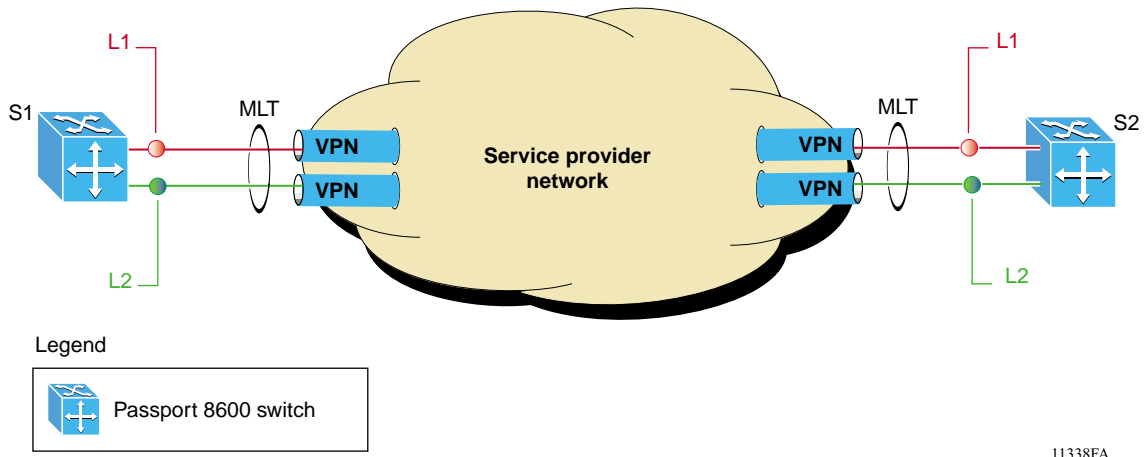 L1
L1
S1
MLT
MLT
S2
VPN
VPN
Service provider
network
VPN
VPN
L2
L2
Legend
Passport 8600 switch
11338FA